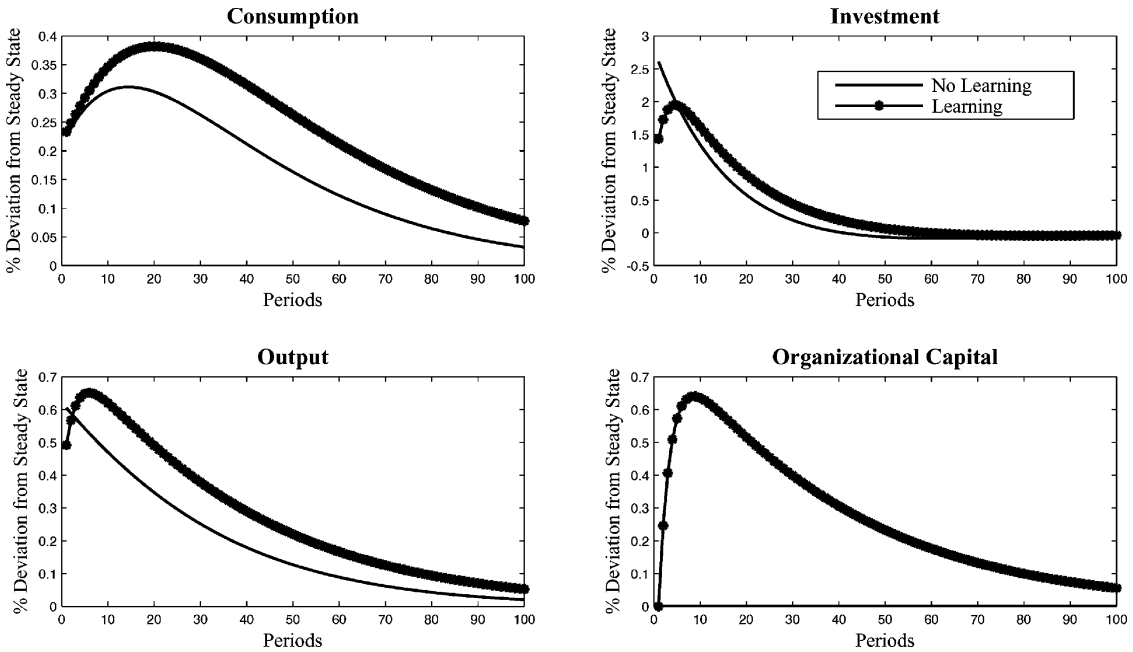 Consumption
% Deviation from Steady State
0.4
0.35
0.3
0.25
0.2
0.15
0.1
0.05
0
0 10 20 30 40 50 60 70 80 90 100
Periods
Investment
% Deviation from Steady State
3
2.5
2
1.5
1
0.5
0
-0.5
No Learning
Learning
0 10 20 30 40 50 60 70 80 90 100
Periods
Output
% Deviation from Steady State
0.7
0.6
0.5
0.4
0.3
0.2
0.1
0
0 10 20 30 40 50 60 70 80 90 100
Periods
Organizational Capital
% Deviation from Steady State
0.7
0.6
0.5
0.4
0.3
0.2
0.1
0
0 10 20 30 40 50 60 70 80 90 100
Periods